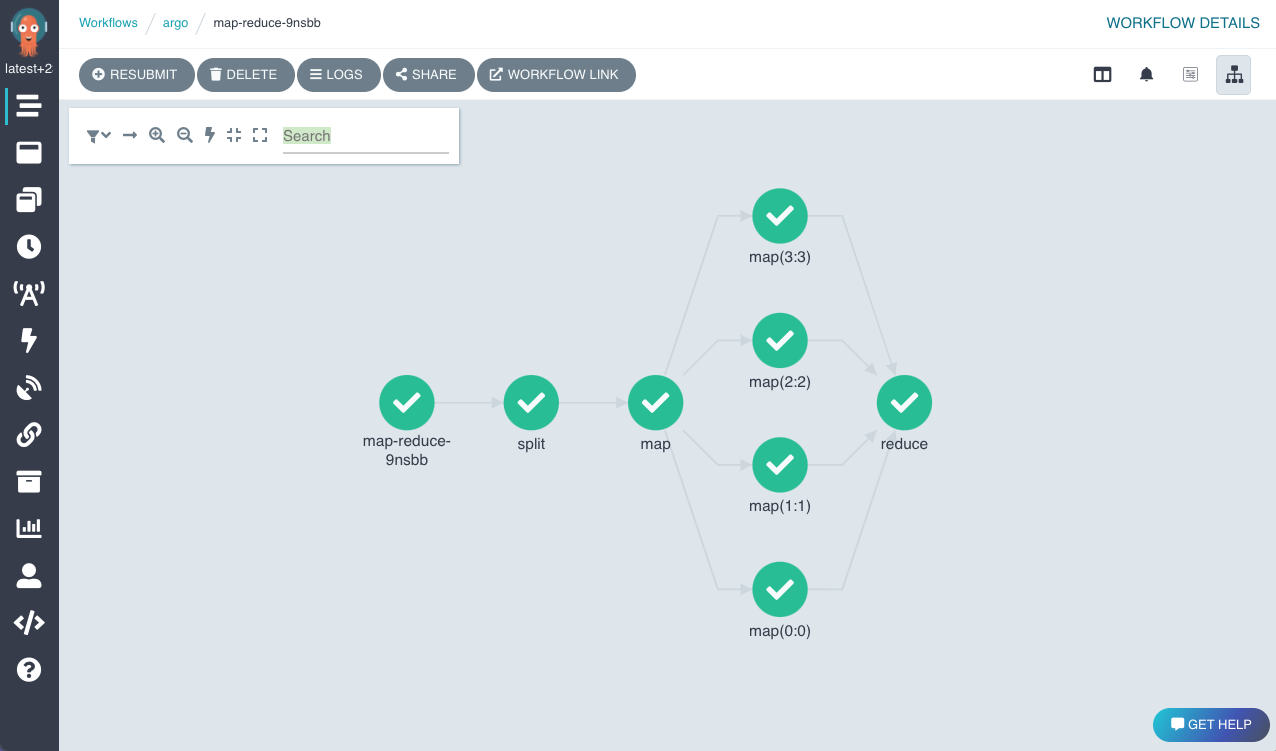 Workflows argo map-reduce-9nsbb
WORKFLOW DETAILS
latest+2
RESUBMIT DELETE LOGS SHARE WORKFLOW LINK
Search
map(3:3)
map(2:2)
map-reduce-
9nsbb
split
map
reduce
map(1:1)
map(0:0)
GET HELP